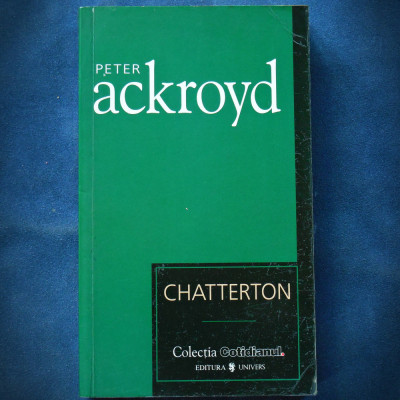 PETER
ackroyd
CHATTERTON
Colecția Cotidianul.
EDITURA UNIVERS